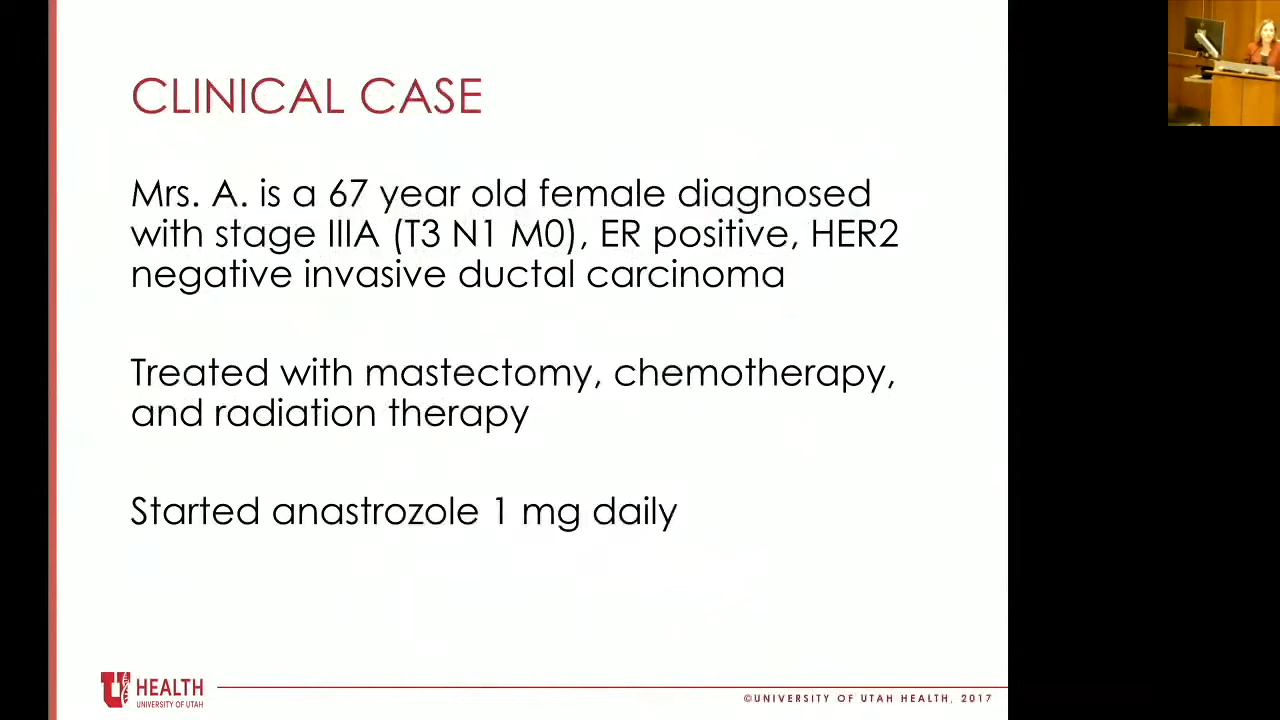 CLINICAL CASE
Mrs. A. is a 67 year old female diagnosed
with stage IIIA (T3 N1 M0), ER positive, HER2
negative invasive ductal carcinoma
Treated with mastectomy, chemotherapy,
and radiation therapy
Started anastrozole 1 mg daily
U HEALTH
UNIVERSITY OF UTAH
©UNIVERSITY OF UTAH HEALTH, 2017